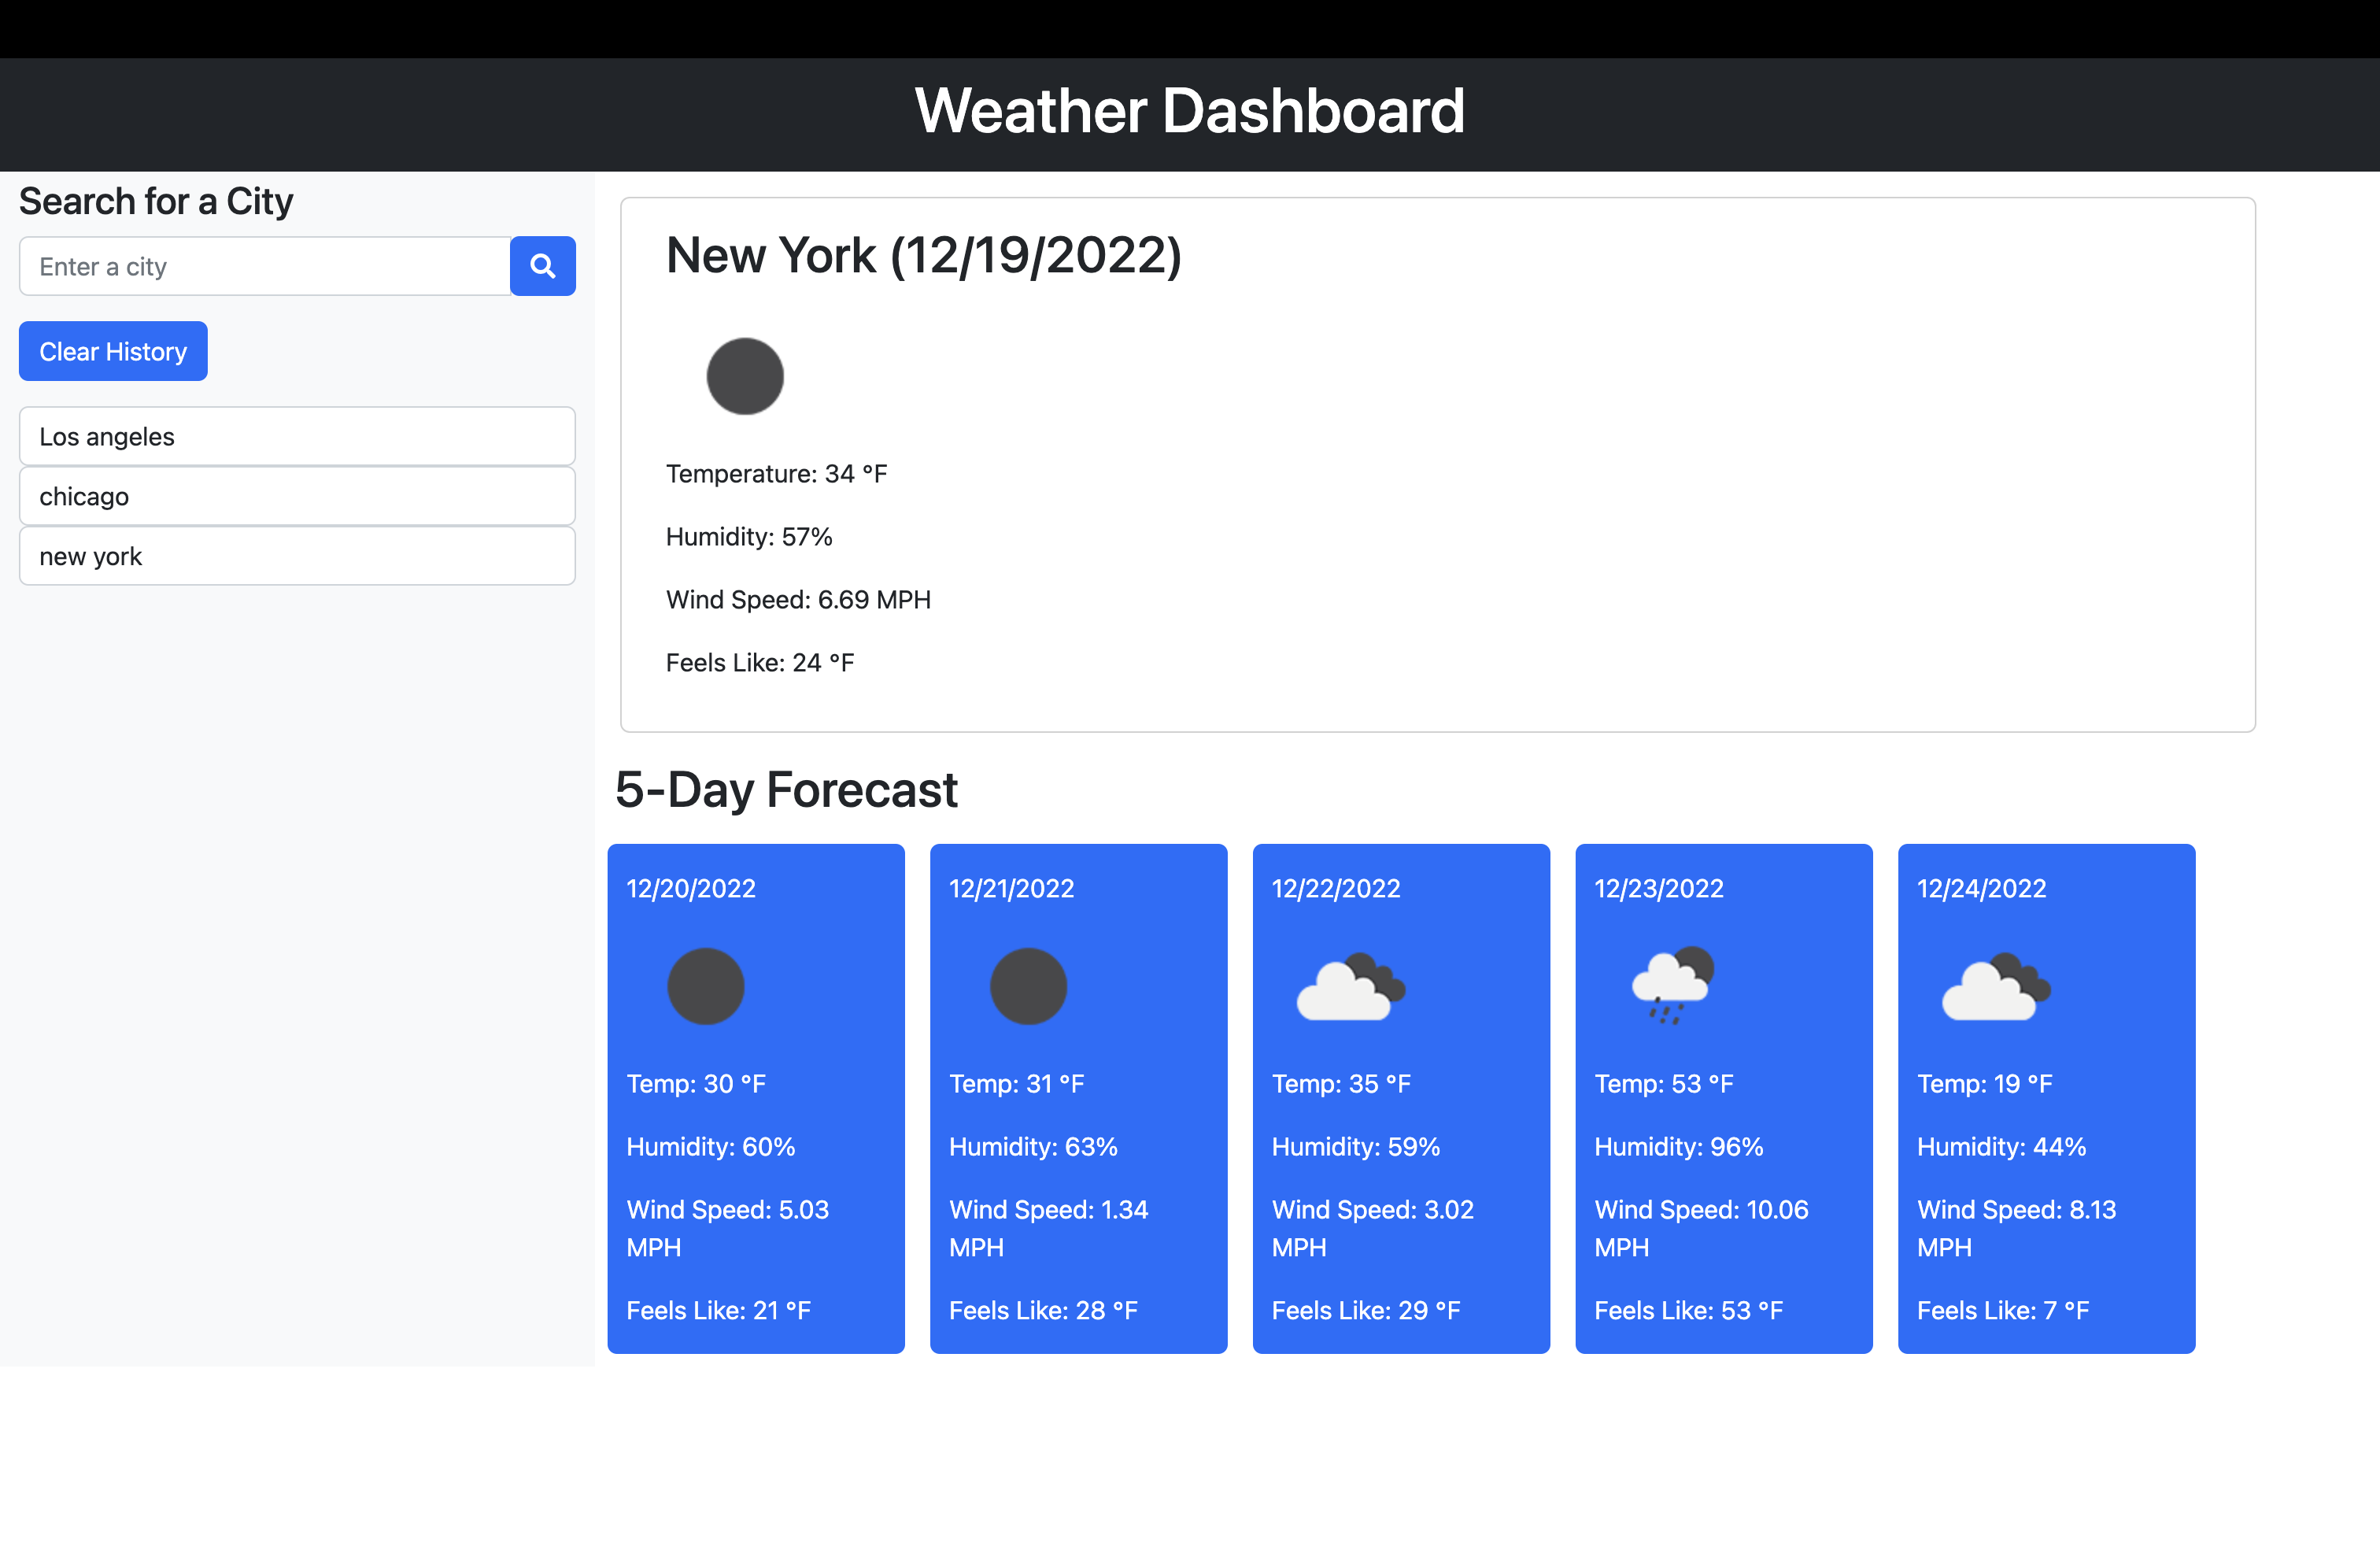 Weather Dashboard
Search for a City
Enter a city
Clear History
Los angeles
chicago
new york
New York (12/19/2022)
Temperature: 34 °F
Humidity: 57%
Wind Speed: 6.69 MPH
Feels Like: 24 °F
5-Day Forecast
12/20/2022
Temp: 30 °F
Humidity: 60%
Wind Speed: 5.03
MPH
Feels Like: 21 °F
12/21/2022
Temp: 31 °F
Humidity: 63%
Wind Speed: 1.34
MPH
Feels Like: 28 °F
12/22/2022
Temp: 35 °F
Humidity: 59%
Wind Speed: 3.02
MPH
Feels Like: 29 °F
12/23/2022
Temp: 53 °F
Humidity: 96%
Wind Speed: 10.06
MPH
Feels Like: 53 °F
12/24/2022
Temp: 19 °F
Humidity: 44%
Wind Speed: 8.13
MPH
Feels Like: 7 °F